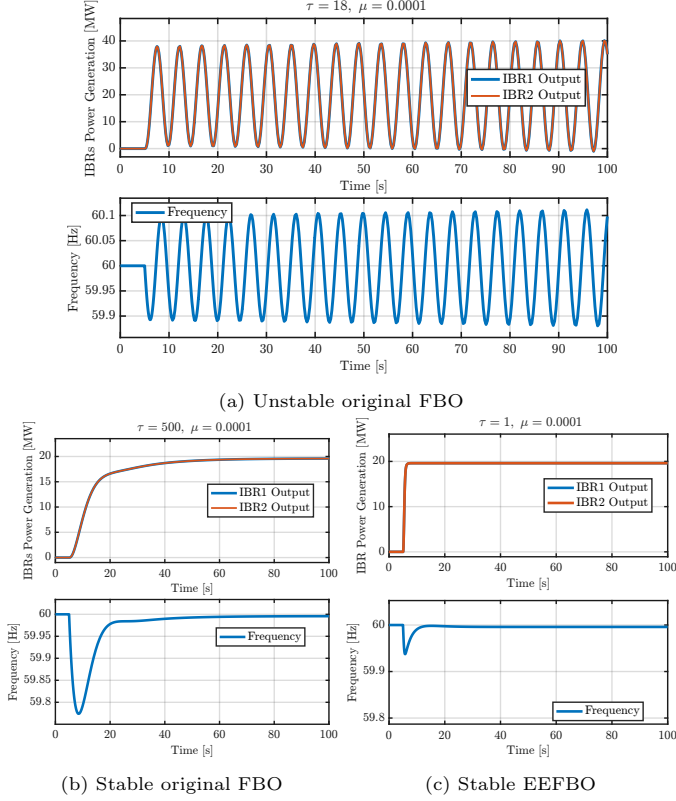 τ = 18, μ = 0.0001
IBRs Power Generation [MW]
40
30
20
10
0
IBR1 Output
IBR2 Output
0 10 20 30 40 50 60 70 80 90 100
Time [s]
Frequency [Hz]
60.1
60.05
60
59.95
59.9
Frequency
0 10 20 30 40 50 60 70 80 90 100
Time [s]
(a) Unstable original FBO
τ = 500, μ = 0.0001
IBRs Power Generation [MW]
20
15
10
5
0
IBR1 Output
IBR2 Output
0 20 40 60 80 100
Time [s]
Frequency [Hz]
60
59.95
59.9
59.85
59.8
Frequency
0 20 40 60 80 100
Time [s]
(b) Stable original FBO
τ = 1, μ = 0.0001
IBR Power Generation [MW]
20
10
0
IBR1 Output
IBR2 Output
0 20 40 60 80 100
Time [s]
Frequency [Hz]
60
59.9
59.8
Frequency
0 20 40 60 80 100
Time [s]
(c) Stable EEFBO